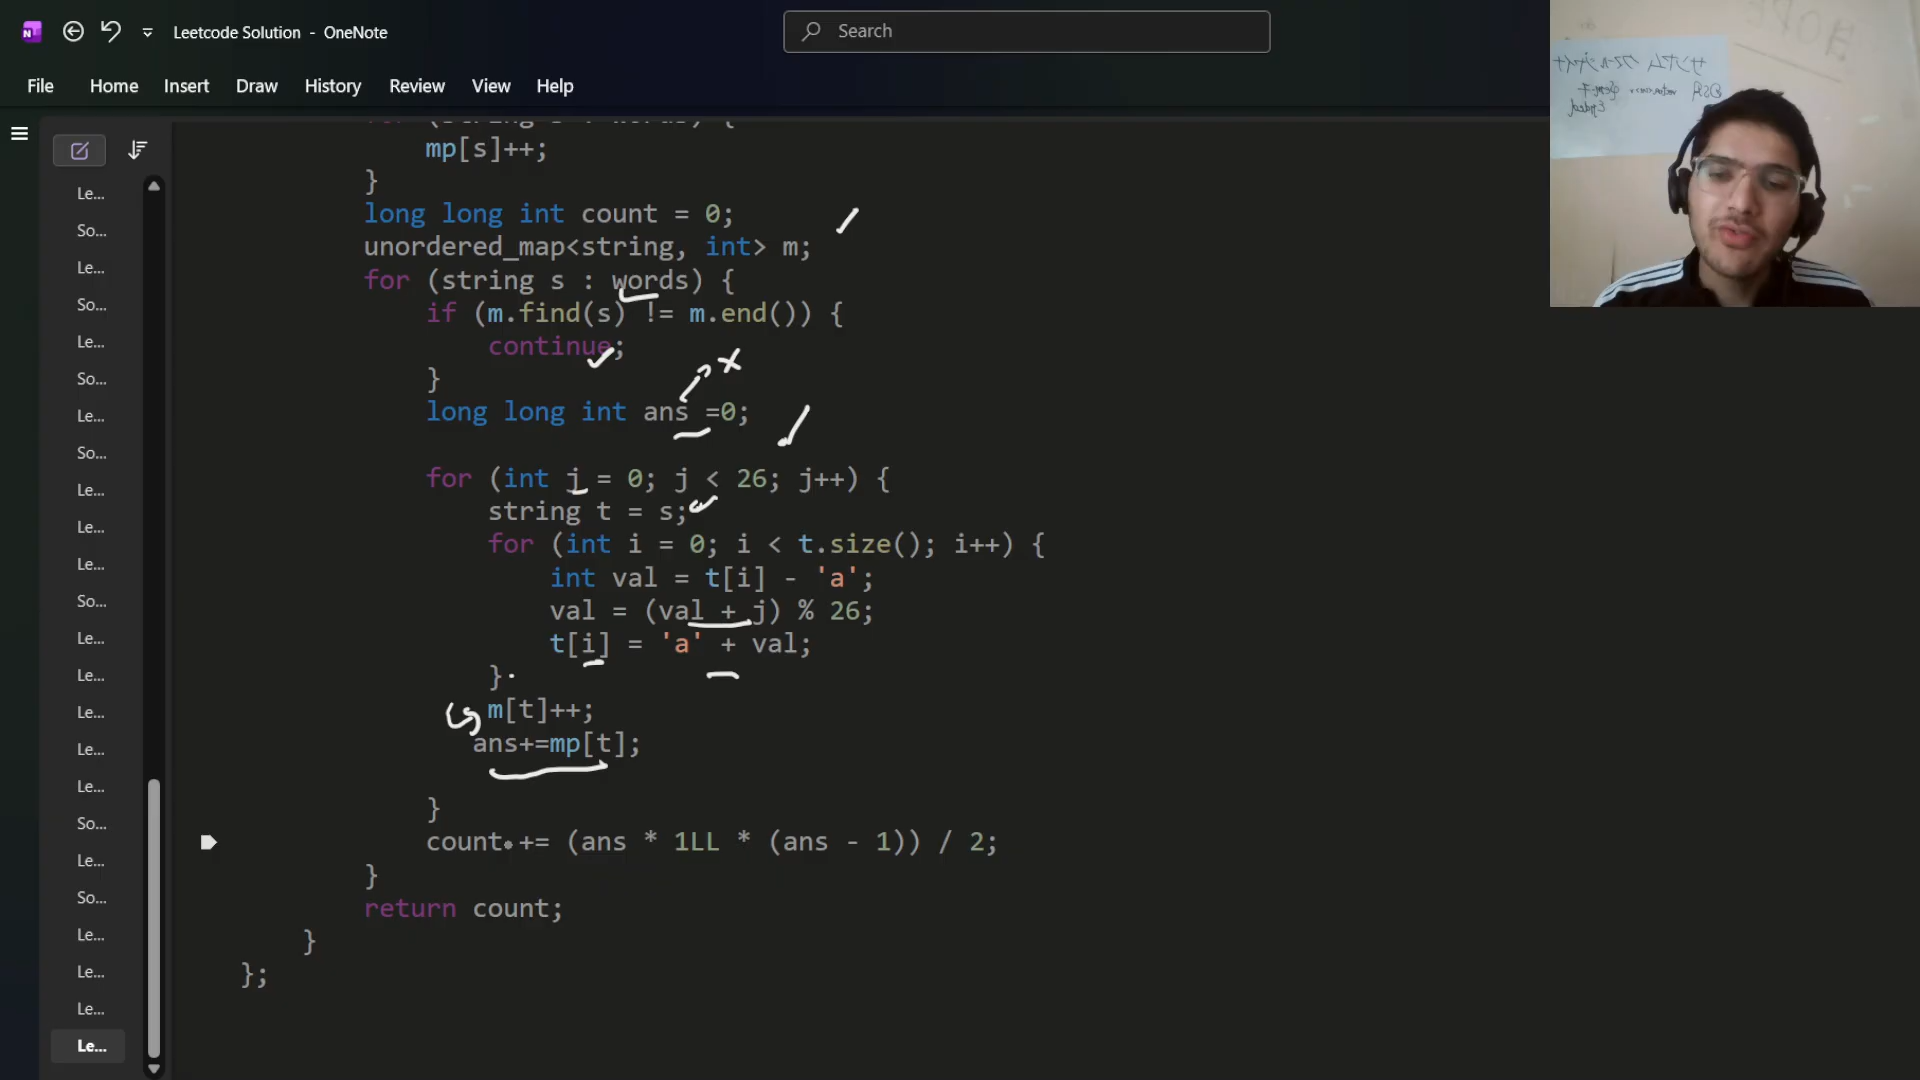 Leetcode Solution - OneNote
Search
File Home Insert Draw History Review View Help
mp[s]++;
}
long long int count = 0;
unordered_map<string, int> m;
for (string s : words) {
if (m.find(s) != m.end()) {
continue;
}
long long int ans =0;
for (int j = 0; j < 26; j++) {
string t = s;
for (int i = 0; i < t.size(); i++) {
int val = t[i] - 'a';
val = (val + j) % 26;
t[i] = 'a' + val;
}
m[t]++;
ans+=mp[t];
}
count += (ans * 1LL * (ans - 1)) / 2;
}
return count;
}
};
Le...
So...
Le...
So...
Le...
So...
Le...
So...
Le...
So...
Le...
So...
Le...
So...
Le...
So...
Le...
So...
Le...
So...
Le...
Le...
Le...
Le...